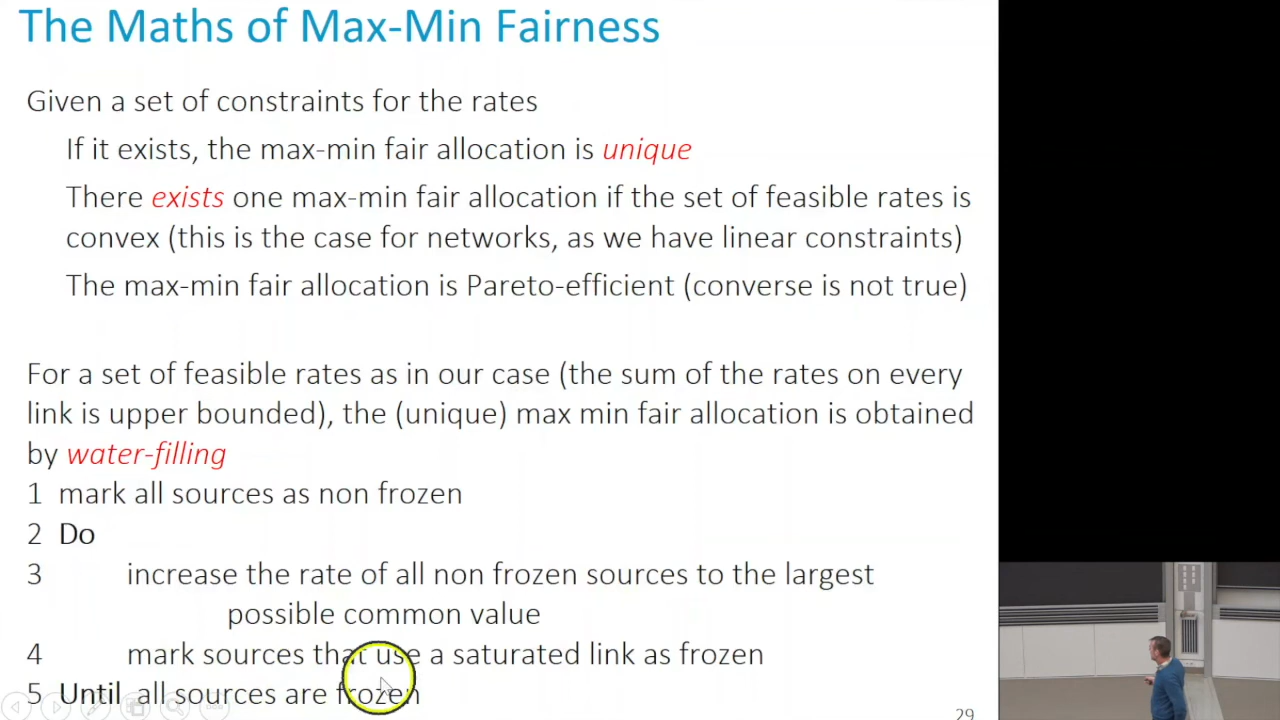 The Maths of Max-Min Fairness
Given a set of constraints for the rates
If it exists, the max-min fair allocation is unique
There exists one max-min fair allocation if the set of feasible rates is
convex (this is the case for networks, as we have linear constraints)
The max-min fair allocation is Pareto-efficient (converse is not true)
For a set of feasible rates as in our case (the sum of the rates on every
link is upper bounded), the (unique) max min fair allocation is obtained
by water-filling
1 mark all sources as non frozen
2 Do
3 increase the rate of all non frozen sources to the largest
possible common value
4 mark sources that use a saturated link as frozen
5 Until all sources are frozen
29